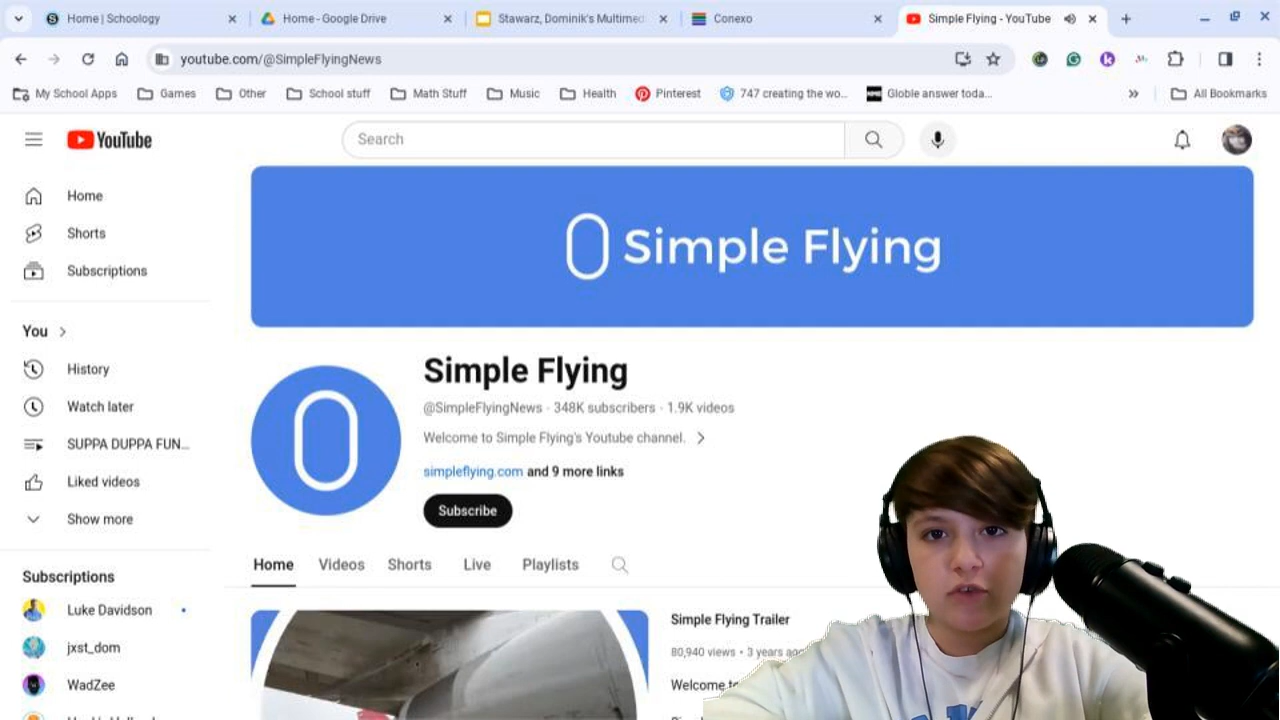 Home | Schoology
Home - Google Drive
Stawarz, Dominik's Multimed
Conexo
Simple Flying - YouTube
youtube.com/@SimpleFlyingNews
My School Apps
Games
Other
School stuff
Math Stuff
Music
Health
Pinterest
747 creating the wo...
Globle answer toda...
All Bookmarks
YouTube
Search
Home
Shorts
Subscriptions
You
History
Watch later
SUPPA DUPPA FUN...
Liked videos
Show more
Subscriptions
Luke Davidson
jxst_dom
WadZee
Simple Flying
Simple Flying
@SimpleFlyingNews · 348K subscribers · 1.9K videos
Welcome to Simple Flying's Youtube channel.
simpleflying.com and 9 more links
Subscribe
Home
Videos
Shorts
Live
Playlists
Simple Flying Trailer
80,940 views • 3 years ago
Welcome to